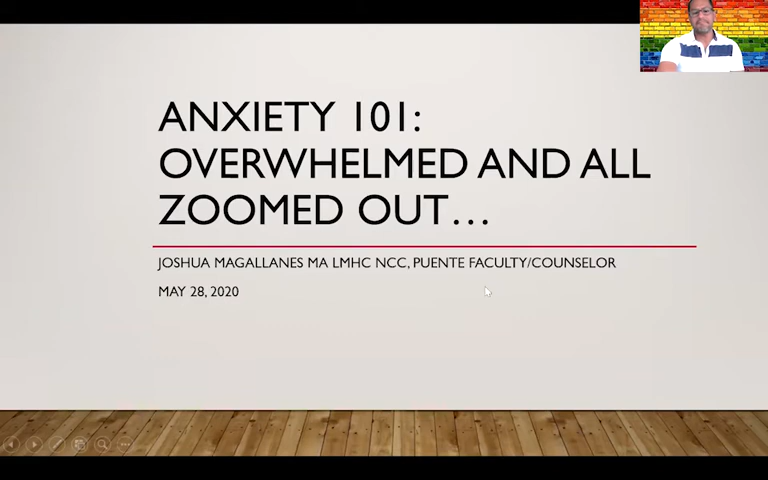 ANXIETY 101:
OVERWHELMED AND ALL
ZOOMED OUT…
JOSHUA MAGALLANES MA LMHC NCC, PUENTE FACULTY/COUNSELOR
MAY 28, 2020